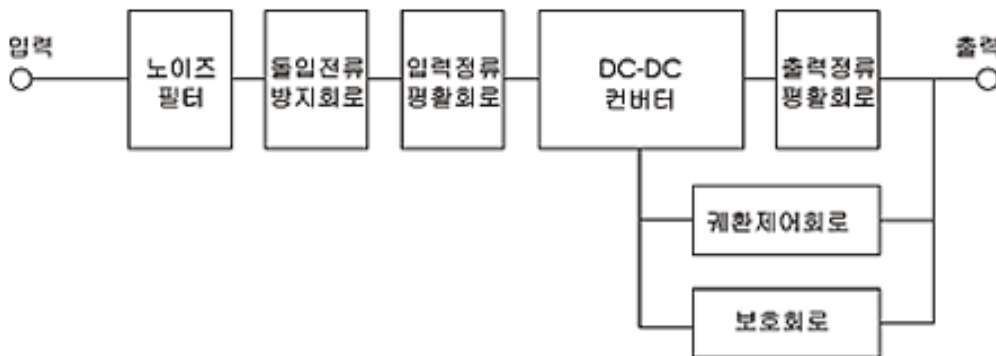 입력
노이즈
필터
돌입전류
방지회로
입력정류
평활회로
DC-DC
컨버터
출력정류
평활회로
출력
궤환제어회로
보호회로